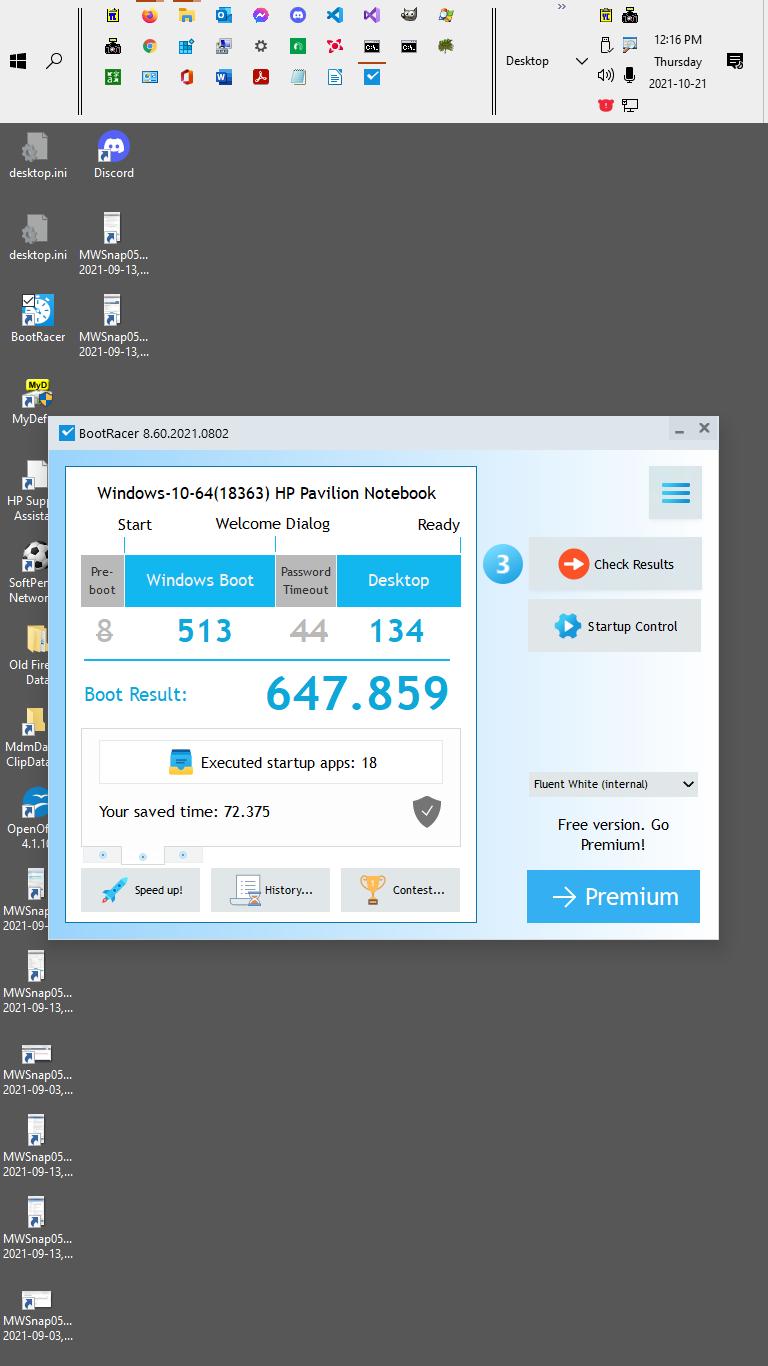 12:16 PM
Desktop
Thursday
2021-10-21
desktop.ini
Discord
desktop.ini
MWSnap05...
2021-09-13,...
BootRacer
MWSnap05...
2021-09-13,...
MyD
MyDef
BootRacer 8.60.2021.0802
HP Supp
Assista
SoftPer
Networ
Old Fire
Data
MdmDa
ClipData
OpenOf
4.1.10
MWSnap
2021-09-
Windows-10-64(18363) HP Pavilion Notebook
Start
Welcome Dialog
Ready
Pre-boot
Windows Boot
Password Timeout
Desktop
8
513
44
134
Boot Result:
647.859
Executed startup apps: 18
Your saved time: 72.375
Speed up!
History...
Contest...
3
Check Results
Startup Control
Fluent White (internal)
Free version. Go
Premium!
Premium
MWSnap05...
2021-09-13,...
MWSnap05...
2021-09-03,...
MWSnap05...
2021-09-13,...
MWSnap05...
2021-09-13,...
MWSnap05...
2021-09-03,...